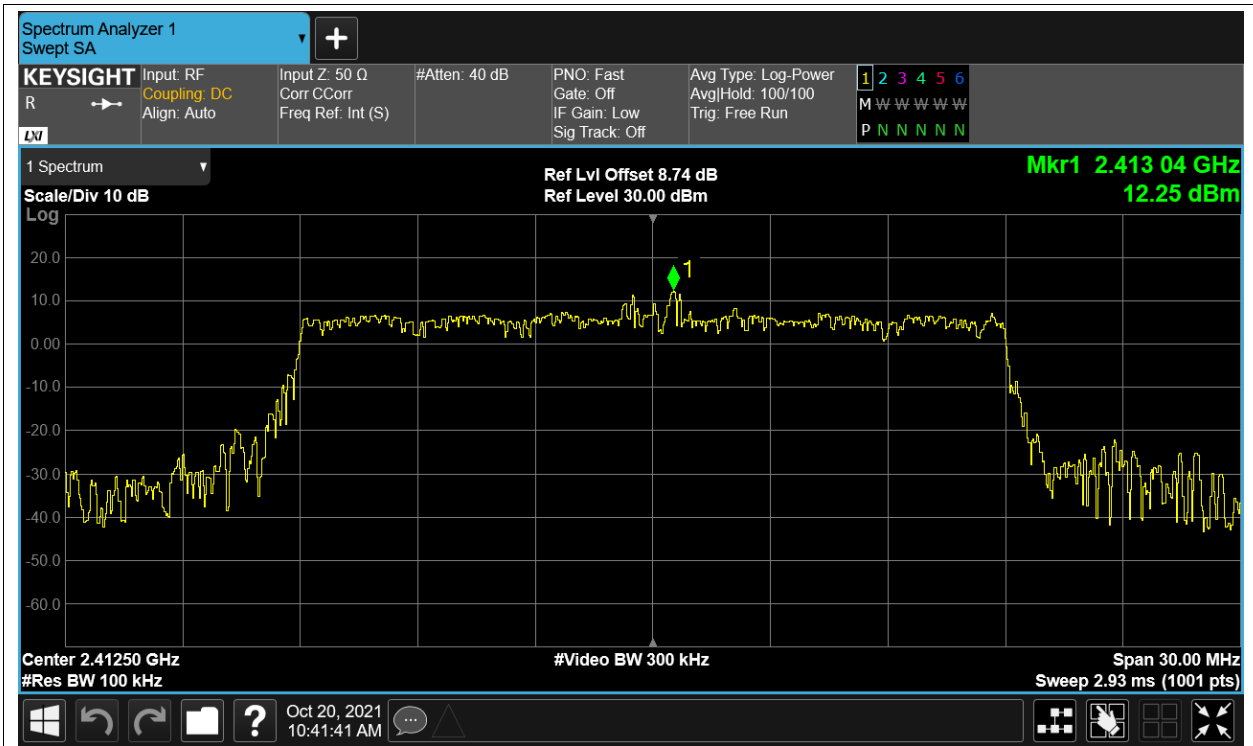 Spectrum Analyzer 1
Swept SA
KEYSIGHT
R
LXI
Input: RF
Coupling: DC
Align: Auto
Input Z: 50 Ω
Corr CCorr
Freq Ref: Int (S)
#Atten: 40 dB
PNO: Fast
Gate: Off
IF Gain: Low
Sig Track: Off
Avg Type: Log-Power
Avg|Hold: 100/100
Trig: Free Run
1 2 3 4 5 6
M W W W W W
P N N N N N
1 Spectrum
Scale/Div 10 dB
Log
Ref Lvl Offset 8.74 dB
Ref Level 30.00 dBm
Mkr1 2.413 04 GHz
12.25 dBm
1
20.0
10.0
0.00
-10.0
-20.0
-30.0
-40.0
-50.0
-60.0
Center 2.41250 GHz
#Res BW 100 kHz
#Video BW 300 kHz
Span 30.00 MHz
Sweep 2.93 ms (1001 pts)
?
Oct 20, 2021
10:41:41 AM